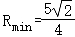 R_min = 5√2/4